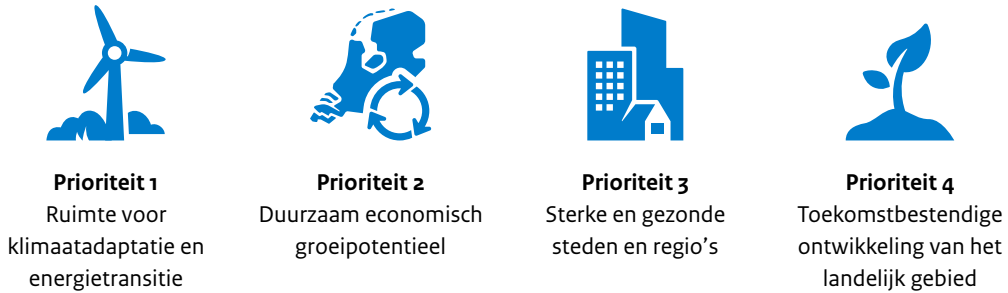 Prioriteit 1
Ruimte voor
klimaatadaptatie en
energietransitie
Prioriteit 2
Duurzaam economisch
groeipotentieel
Prioriteit 3
Sterke en gezonde
steden en regio’s
Prioriteit 4
Toekomstbestendige
ontwikkeling van het
landelijk gebied